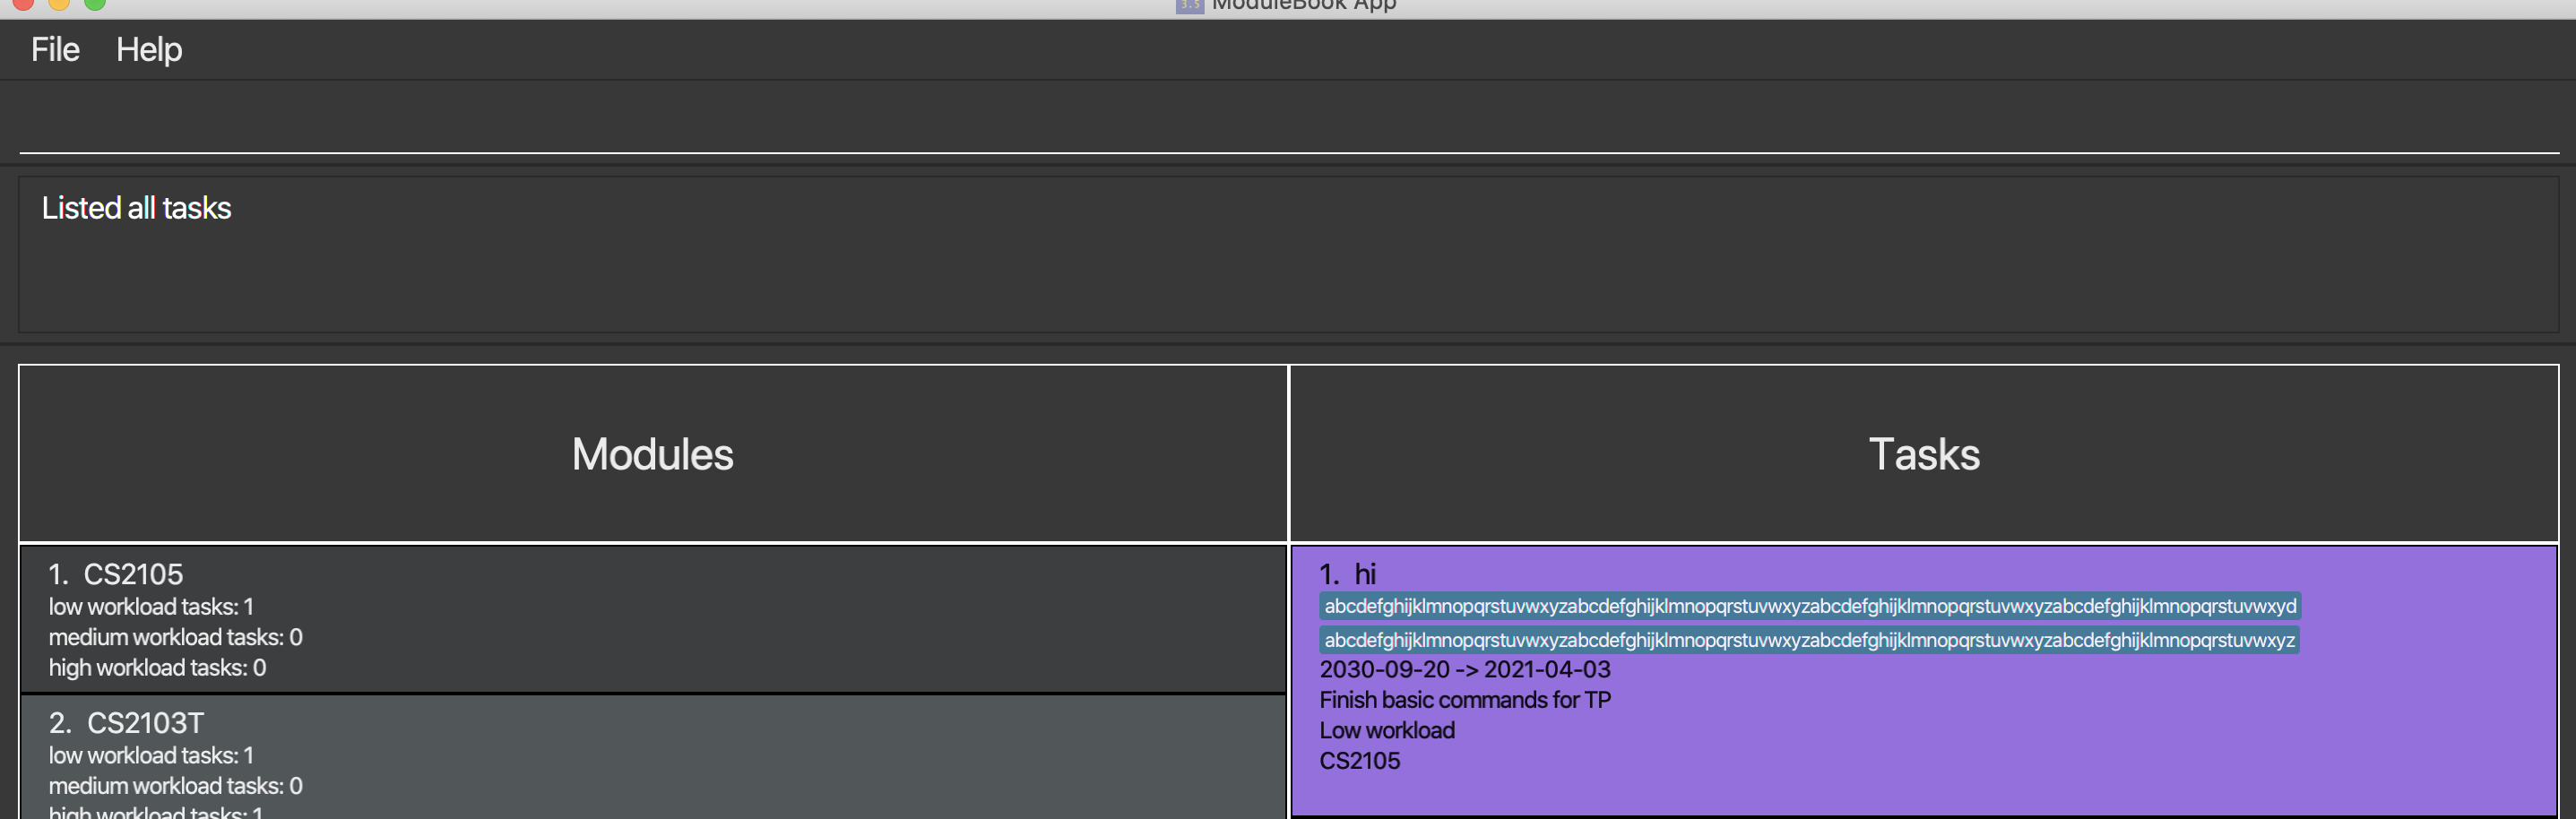 3.5 ModuleBook App
File Help
Listed all tasks
Modules
Tasks
1. CS2105
low workload tasks: 1
medium workload tasks: 0
high workload tasks: 0
2. CS2103T
low workload tasks: 1
medium workload tasks: 0
high workload tasks: 1
1. hi
abcdefghijklmnopqrstuvwxyzabcdefghijklmnopqrstuvwxyzabcdefghijklmnopqrstuvwxyzabcdefghijklmnopqrstuvwxyd
abcdefghijklmnopqrstuvwxyzabcdefghijklmnopqrstuvwxyzabcdefghijklmnopqrstuvwxyzabcdefghijklmnopqrstuvwxyz
2030-09-20 -> 2021-04-03
Finish basic commands for TP
Low workload
CS2105